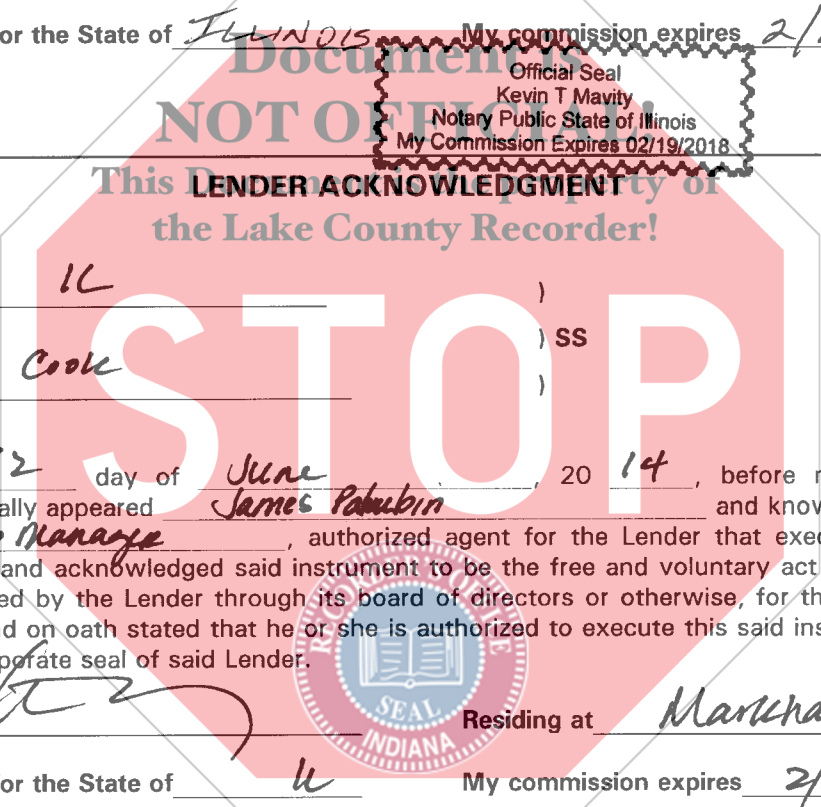 or the State of ILLINOIS My commission expires 2/
Document is
Official Seal
Kevin T Mavity
NOT OFFICIAL!
Notary Public State of Illinois
My Commission Expires 02/19/2018
This Document is the property of
LENDER ACKNOWLEDGMENT
the Lake County Recorder!
IL )
) SS
Cook )
STOP
2 day of June , 20 14 , before
ally appeared James and know
Manager , authorized agent for the Lender that exec
and acknowledged said instrument to be the free and voluntary act
ed by the Lender through its board of directors or otherwise, for th
d on oath stated that he or she is authorized to execute this said ins
porate seal of said Lender.
RECORDER
SEAL
INDIANA
Residing at Markha
or the State of IL My commission expires 2/